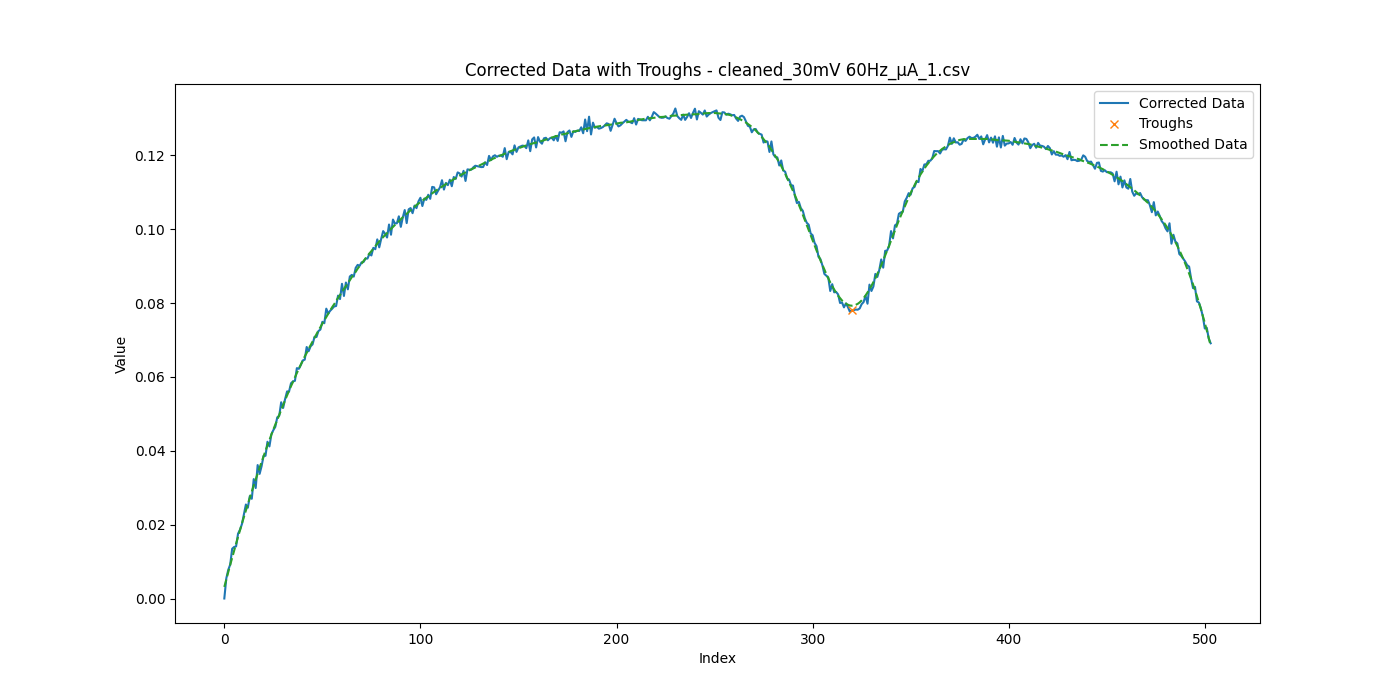 Corrected Data with Troughs - cleaned_30mV 60Hz_µA_1.csv
Corrected Data
Troughs
Smoothed Data
Value
0.12
0.10
0.08
0.06
0.04
0.02
0.00
0 100 200 300 400 500
Index